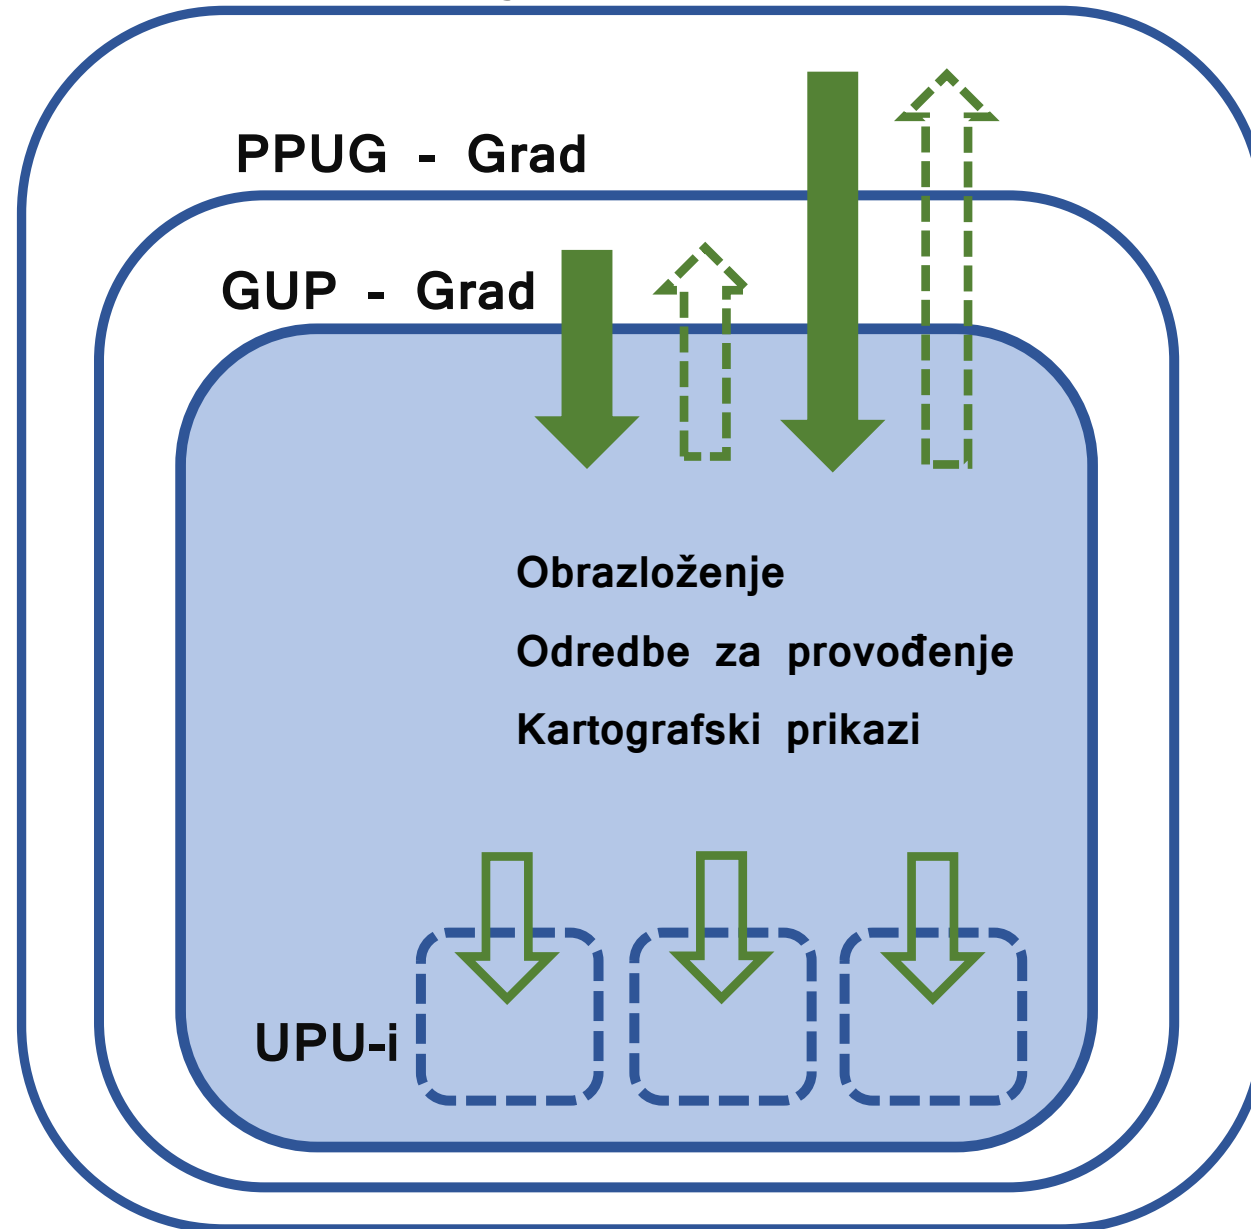 PPUG - Grad
GUP - Grad
Obrazloženje
Odredbe za provođenje
Kartografski prikazi
UPU-i